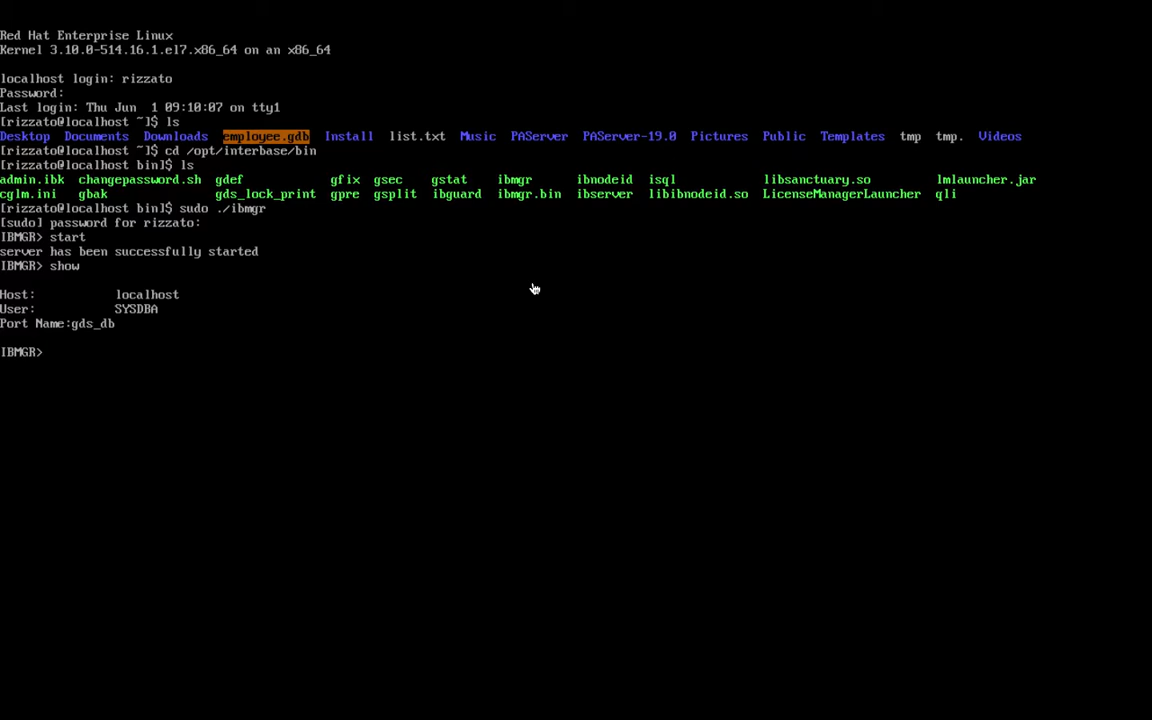 Red Hat Enterprise Linux
Kernel 3.10.0-514.16.1.el7.x86_64 on an x86_64
localhost login: rizzato
Password:
Last login: Thu Jun  1 09:10:07 on tty1
[rizzato@localhost ~]$ ls
Desktop  Documents  Downloads  employee.gdb  Install  list.txt  Music  PAServer  PAServer-19.0  Pictures  Public  Templates  tmp  tmp.  Videos
[rizzato@localhost ~]$ cd /opt/interbase/bin
[rizzato@localhost bin]$ ls
admin.ibk  changepassword.sh  gdef            gfix  gsec    gstat    ibmgr      ibnodeid  isql           libsanctuary.so         lmlauncher.jar
cglm.ini   gbak               gds_lock_print  gpre  gsplit  ibguard  ibmgr.bin  ibserver  libibnodeid.so  LicenseManagerLauncher  qli
[rizzato@localhost bin]$ sudo ./ibmgr
[sudo] password for rizzato:
IBMGR> start
server has been successfully started
IBMGR> show
Host:           localhost
User:           SYSDBA
Port Name:gds_db
IBMGR>